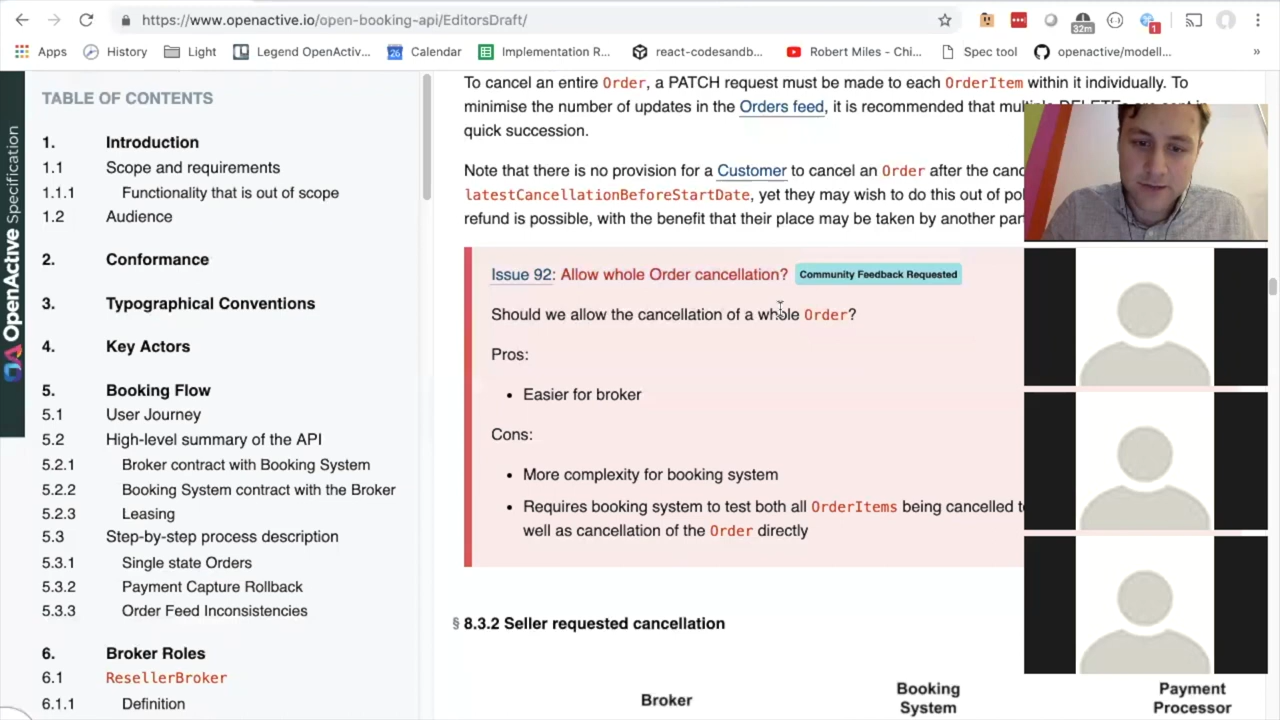 https://www.openactive.io/open-booking-api/EditorsDraft/
32m
1
Apps
History
Light
Legend OpenActiv...
26
Calendar
Implementation R...
react-codesandb...
Robert Miles - Chi...
Spec tool
openactive/modell...
»
OpenActive Specification
TABLE OF CONTENTS
1. Introduction
1.1 Scope and requirements
1.1.1 Functionality that is out of scope
1.2 Audience
2. Conformance
3. Typographical Conventions
4. Key Actors
5. Booking Flow
5.1 User Journey
5.2 High-level summary of the API
5.2.1 Broker contract with Booking System
5.2.2 Booking System contract with the Broker
5.2.3 Leasing
5.3 Step-by-step process description
5.3.1 Single state Orders
5.3.2 Payment Capture Rollback
5.3.3 Order Feed Inconsistencies
6. Broker Roles
6.1 ResellerBroker
6.1.1 Definition
To cancel an entire Order, a PATCH request must be made to each OrderItem within it individually. To
minimise the number of updates in the Orders feed, it is recommended that multiple DELETEs are sent in
quick succession.
Note that there is no provision for a Customer to cancel an Order after the canc
latestCancellationBeforeStartDate, yet they may wish to do this out of pol
refund is possible, with the benefit that their place may be taken by another par
Issue 92: Allow whole Order cancellation? Community Feedback Requested
Should we allow the cancellation of a whole Order?
Pros:
• Easier for broker
Cons:
• More complexity for booking system
• Requires booking system to test both all OrderItems being cancelled to
well as cancellation of the Order directly
§ 8.3.2 Seller requested cancellation
Broker
Booking
System
Payment
Processor